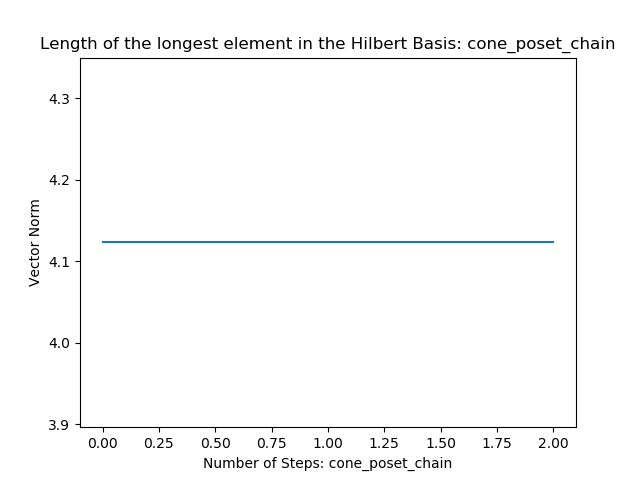 Length of the longest element in the Hilbert Basis: cone_poset_chain
4.3
4.2
4.1
4.0
3.9
Vector Norm
0.00 0.25 0.50 0.75 1.00 1.25 1.50 1.75 2.00
Number of Steps: cone_poset_chain